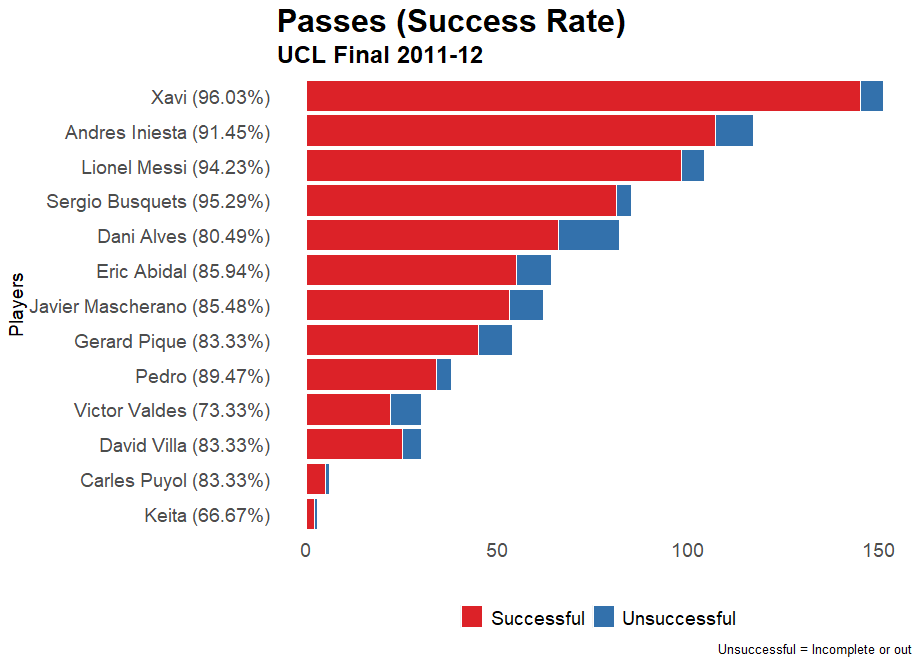 Passes (Success Rate)
UCL Final 2011-12
Players
Xavi (96.03%)
Andres Iniesta (91.45%)
Lionel Messi (94.23%)
Sergio Busquets (95.29%)
Dani Alves (80.49%)
Eric Abidal (85.94%)
Javier Mascherano (85.48%)
Gerard Pique (83.33%)
Pedro (89.47%)
Victor Valdes (73.33%)
David Villa (83.33%)
Carles Puyol (83.33%)
Keita (66.67%)
0 50 100 150
Successful Unsuccessful
Unsuccessful = Incomplete or out